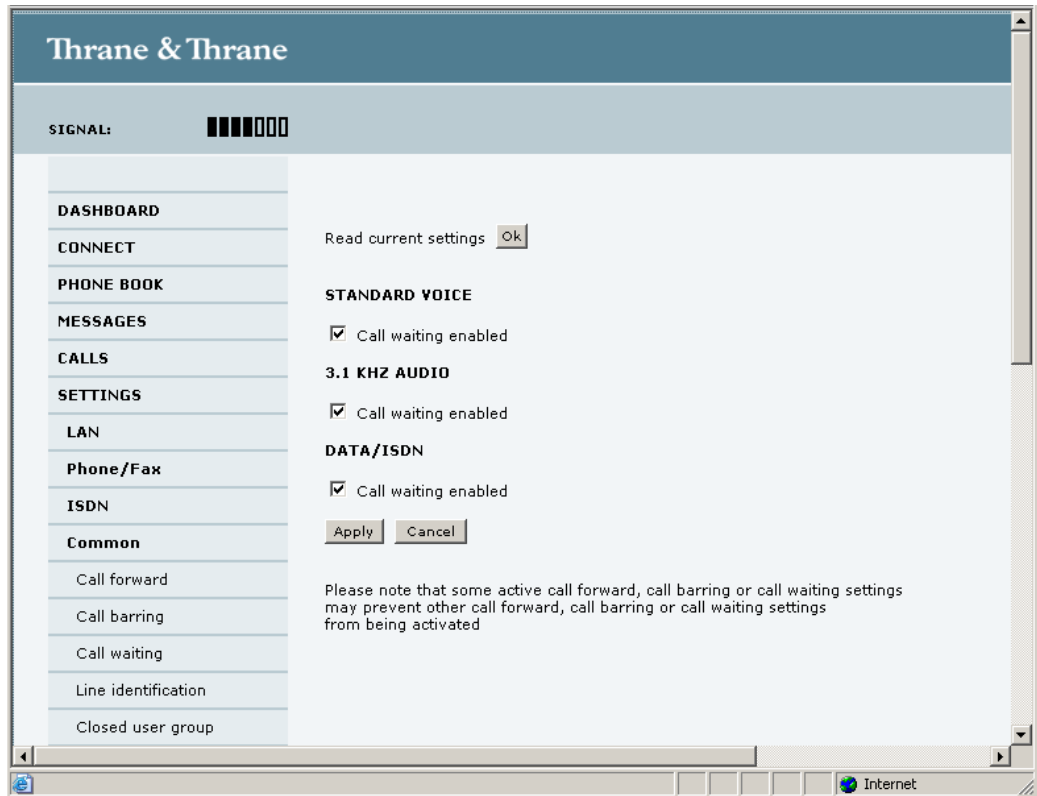 Thrane & Thrane
SIGNAL:
DASHBOARD
CONNECT
PHONE BOOK
MESSAGES
CALLS
SETTINGS
LAN
Phone/Fax
ISDN
Common
Call forward
Call barring
Call waiting
Line identification
Closed user group
Read current settings Ok
STANDARD VOICE
Call waiting enabled
3.1 KHZ AUDIO
Call waiting enabled
DATA/ISDN
Call waiting enabled
Apply Cancel
Please note that some active call forward, call barring or call waiting settings
may prevent other call forward, call barring or call waiting settings
from being activated
Internet